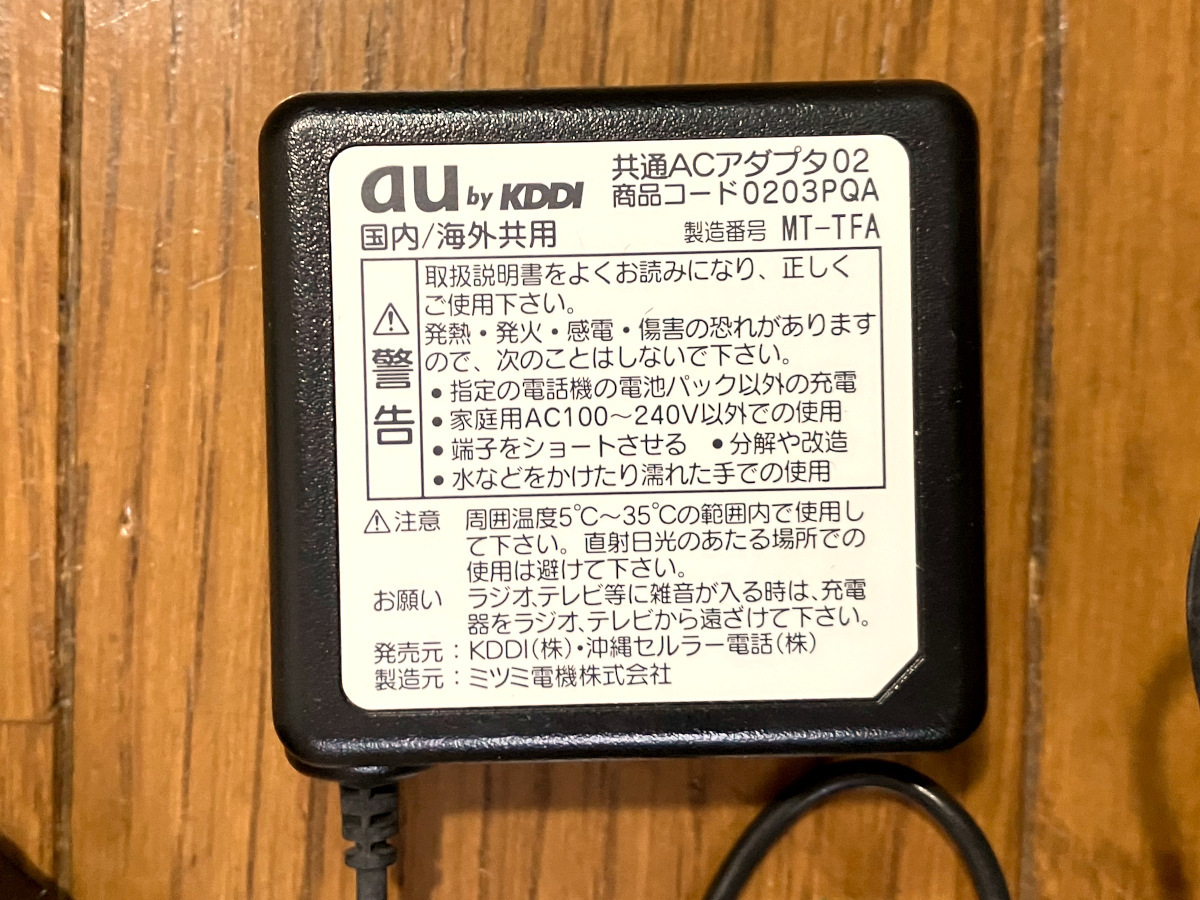 au by KDDI
共通ACアダプタ02
商品コード0203PQA
国内/海外共用
製造番号 MT-TFA
警告
取扱説明書をよくお読みになり、正しく
ご使用下さい。
発熱・発火・感電・傷害の恐れがあります
ので、次のことはしないで下さい。
●指定の電話機の電池パック以外の充電
●家庭用AC100～240V以外での使用
●端子をショートさせる ●分解や改造
●水などをかけたり濡れた手での使用
注意 周囲温度5℃～35℃の範囲内で使用し
て下さい。直射日光のあたる場所での
使用は避けて下さい。
お願い ラジオ、テレビ等に雑音が入る時は、充電
器をラジオ、テレビから遠ざけて下さい。
発売元：KDDI(株)・沖縄セルラー電話(株)
製造元：ミツミ電機株式会社